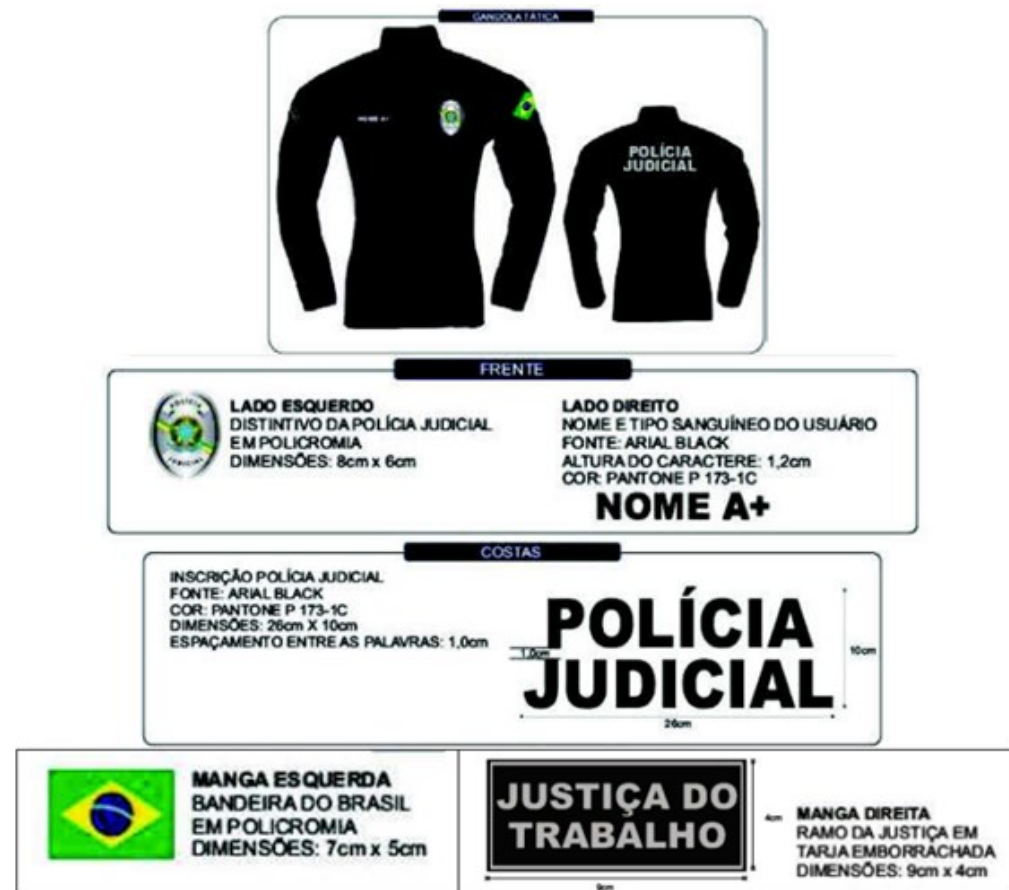 GANDOLA TÁTICA
NOME A+
POLÍCIA
JUDICIAL
FRENTE
POLÍCIA
JUDICIAL
LADO ESQUERDO
DISTINTIVO DA POLÍCIA JUDICIAL
EM POLICROMIA
DIMENSÕES: 8cm x 6cm
LADO DIREITO
NOME E TIPO SANGUÍNEO DO USUÁRIO
FONTE: ARIAL BLACK
ALTURA DO CARACTERE: 1,2cm
COR: PANTONE P 173-1C
NOME A+
COSTAS
INSCRIÇÃO POLÍCIA JUDICIAL
FONTE: ARIAL BLACK
COR: PANTONE P 173-1C
DIMENSÕES: 26cm X 10cm
ESPAÇAMENTO ENTRE AS PALAVRAS: 1,0cm
POLÍCIA
JUDICIAL
1,0cm
10cm
26cm
MANGA ESQUERDA
BANDEIRA DO BRASIL
EM POLICROMIA
DIMENSÕES: 7cm x 5cm
JUSTIÇA DO
TRABALHO
4cm
9cm
MANGA DIREITA
RAMO DA JUSTIÇA EM
TARJA EMBORRACHADA
DIMENSÕES: 9cm x 4cm